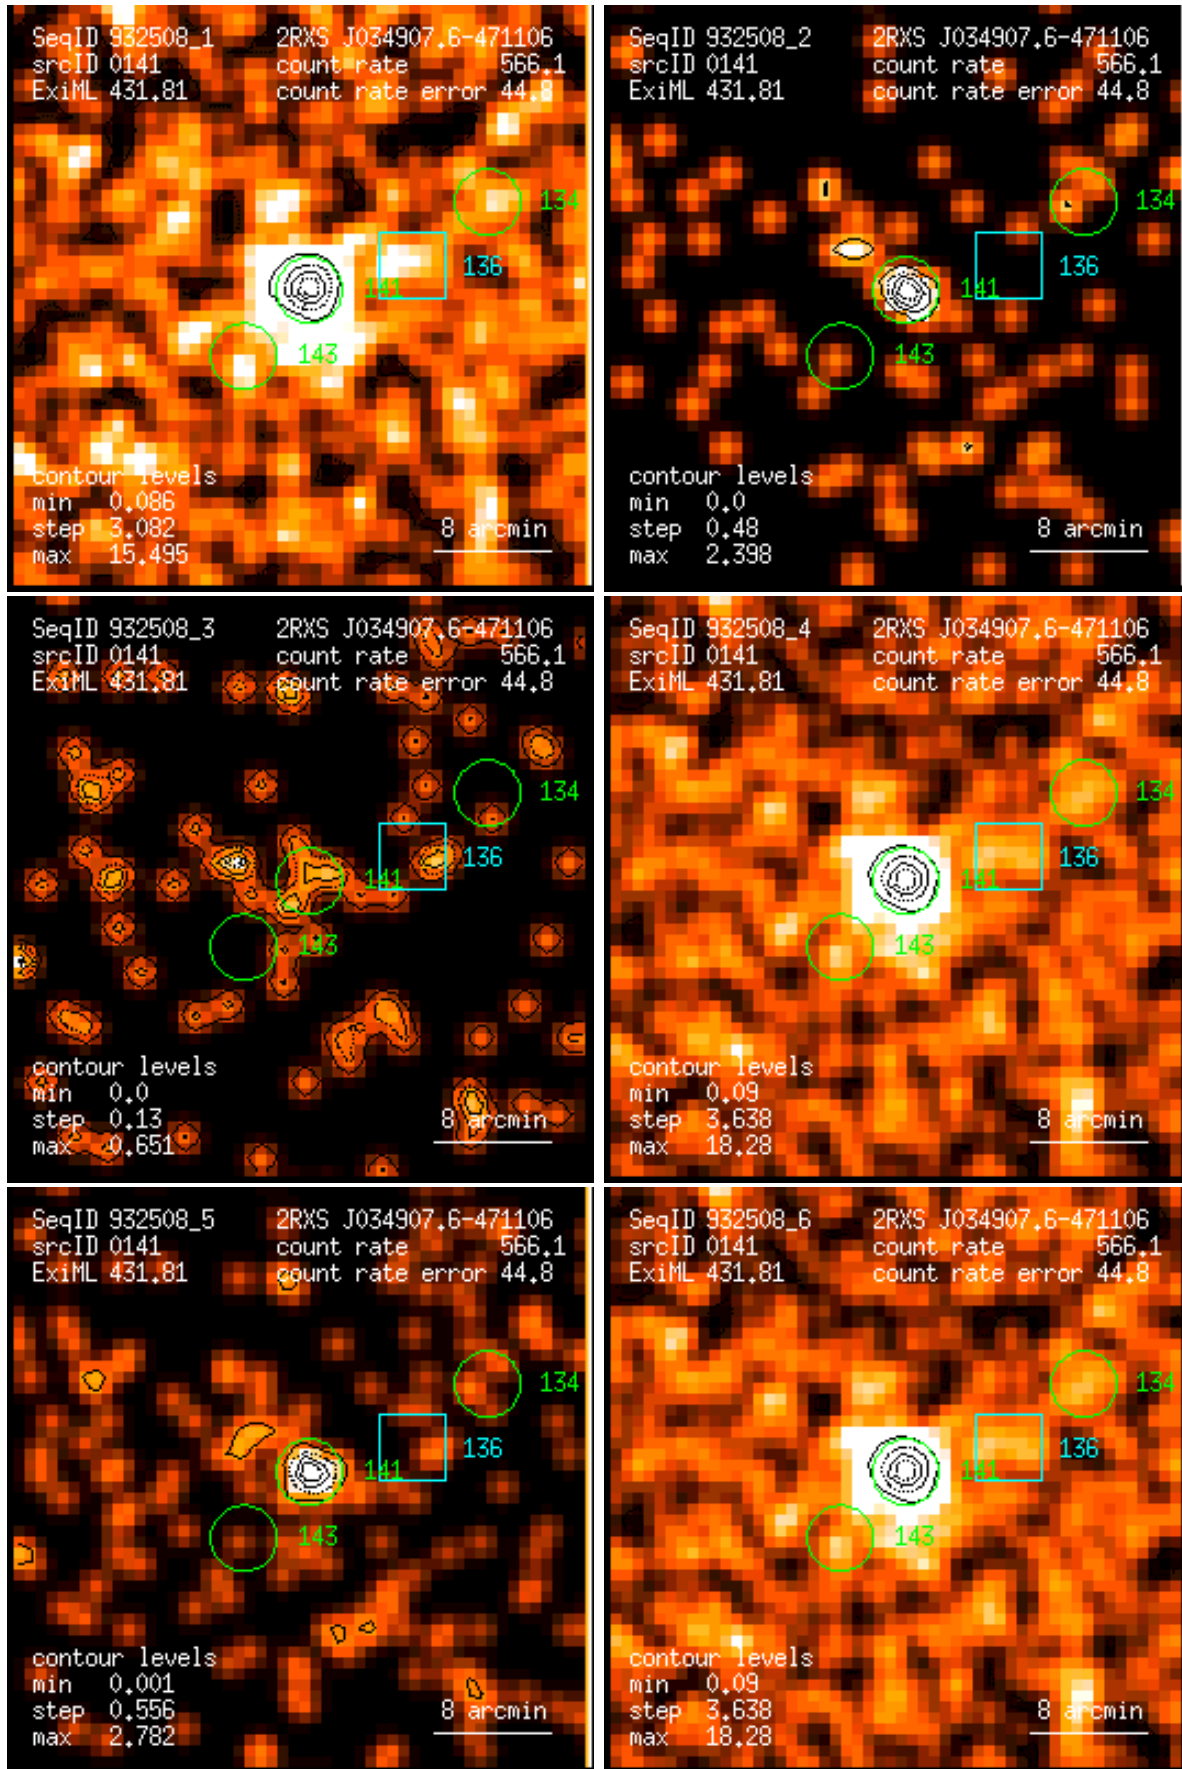 SeqID 932508_1 2RXS J034907.6-471106
srcID 0141 count rate 566.1
ExiML 431.81 count rate error 44.8
134
136
141
143
contour levels
min 0.086
step 3.082
max 15.495
8 arcmin
SeqID 932508_2 2RXS J034907.6-471106
srcID 0141 count rate 566.1
ExiML 431.81 count rate error 44.8
134
136
141
143
contour levels
min 0.0
step 0.48
max 2.398
8 arcmin
SeqID 932508_3 2RXS J034907.6-471106
srcID 0141 count rate 566.1
ExiML 431.81 count rate error 44.8
134
136
141
143
contour levels
min 0.0
step 0.13
max 0.651
8 arcmin
SeqID 932508_4 2RXS J034907.6-471106
srcID 0141 count rate 566.1
ExiML 431.81 count rate error 44.8
134
136
141
143
contour levels
min 0.09
step 3.638
max 18.28
8 arcmin
SeqID 932508_5 2RXS J034907.6-471106
srcID 0141 count rate 566.1
ExiML 431.81 count rate error 44.8
134
136
141
143
contour levels
min 0.001
step 0.556
max 2.782
8 arcmin
SeqID 932508_6 2RXS J034907.6-471106
srcID 0141 count rate 566.1
ExiML 431.81 count rate error 44.8
134
136
141
143
contour levels
min 0.09
step 3.638
max 18.28
8 arcmin